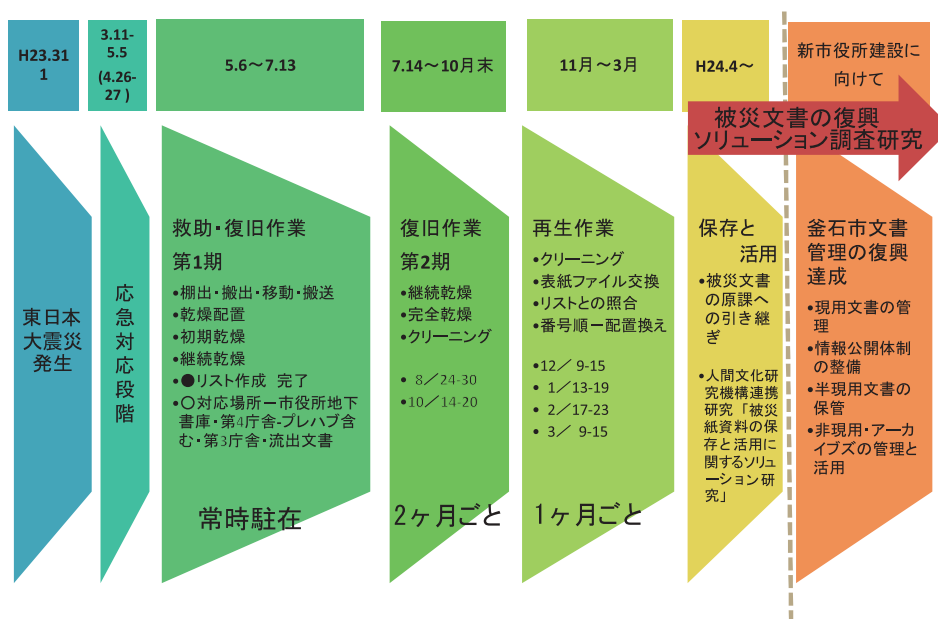 H23.31
1
3.11-
5.5
(4.26-
27 )
5.6～7.13
7.14～10月末
11月～3月
H24.4～
新市役所建設に
向けて
被災文書の復興
ソリューション調査研究
東日本
大震災
発生
応急対応段階
救助・復旧作業
第1期
•棚出・搬出・移動・搬送
•乾燥配置
•初期乾燥
•継続乾燥
•●リスト作成 完了
•○対応場所ー市役所地下
書庫・第4庁舎-プレハブ含
む・第3庁舎・流出文書
常時駐在
復旧作業
第2期
•継続乾燥
•完全乾燥
•クリーニング
• 8／24-30
•10／14-20
2ヶ月ごと
再生作業
•クリーニング
•表紙ファイル交換
•リストとの照合
•番号順ー配置換え
•12／ 9-15
• 1／13-19
• 2／17-23
• 3／ 9-15
1ヶ月ごと
保存と
活用
•被災文書
の原課へ
の引き継
ぎ
•人間文化研
究機構連携
研究「被災
紙資料の保
存と活用に
関するソリュ
ーション研
究」
釜石市文書
管理の復興
達成
•現用文書の管
理
•情報公開体制
の整備
•半現用文書の
保管
•非現用・アーカ
イブズの管理と
活用